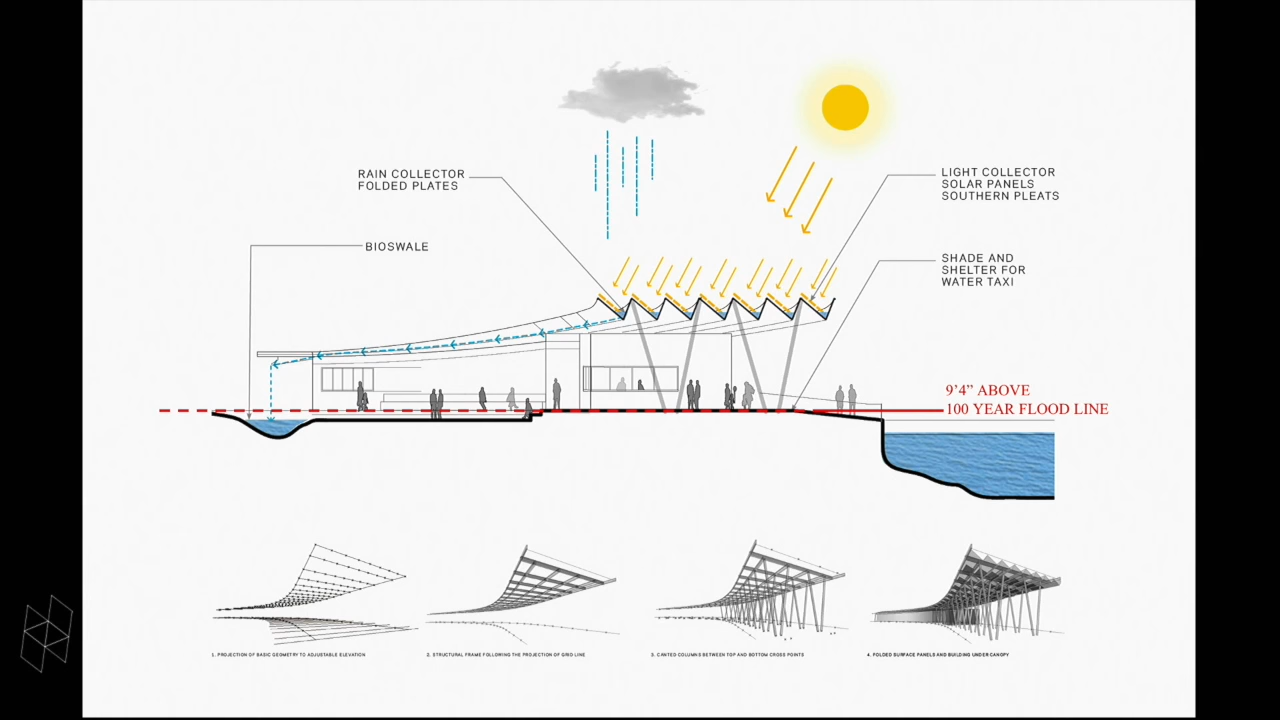 RAIN COLLECTOR
FOLDED PLATES
LIGHT COLLECTOR
SOLAR PANELS
SOUTHERN PLEATS
BIOSWALE
SHADE AND
SHELTER FOR
WATER TAXI
9’4” ABOVE
100 YEAR FLOOD LINE
1. PROJECTION OF BASIC GEOMETRY TO ADJUSTABLE ELEVATION
2. STRUCTURAL FRAME FOLLOWING THE PROJECTION OF GRID LINE
3. CANTED COLUMNS BETWEEN TOP AND BOTTOM CROSS POINTS
4. FOLDED SURFACE PANELS AND BUILDING UNDER CANOPY